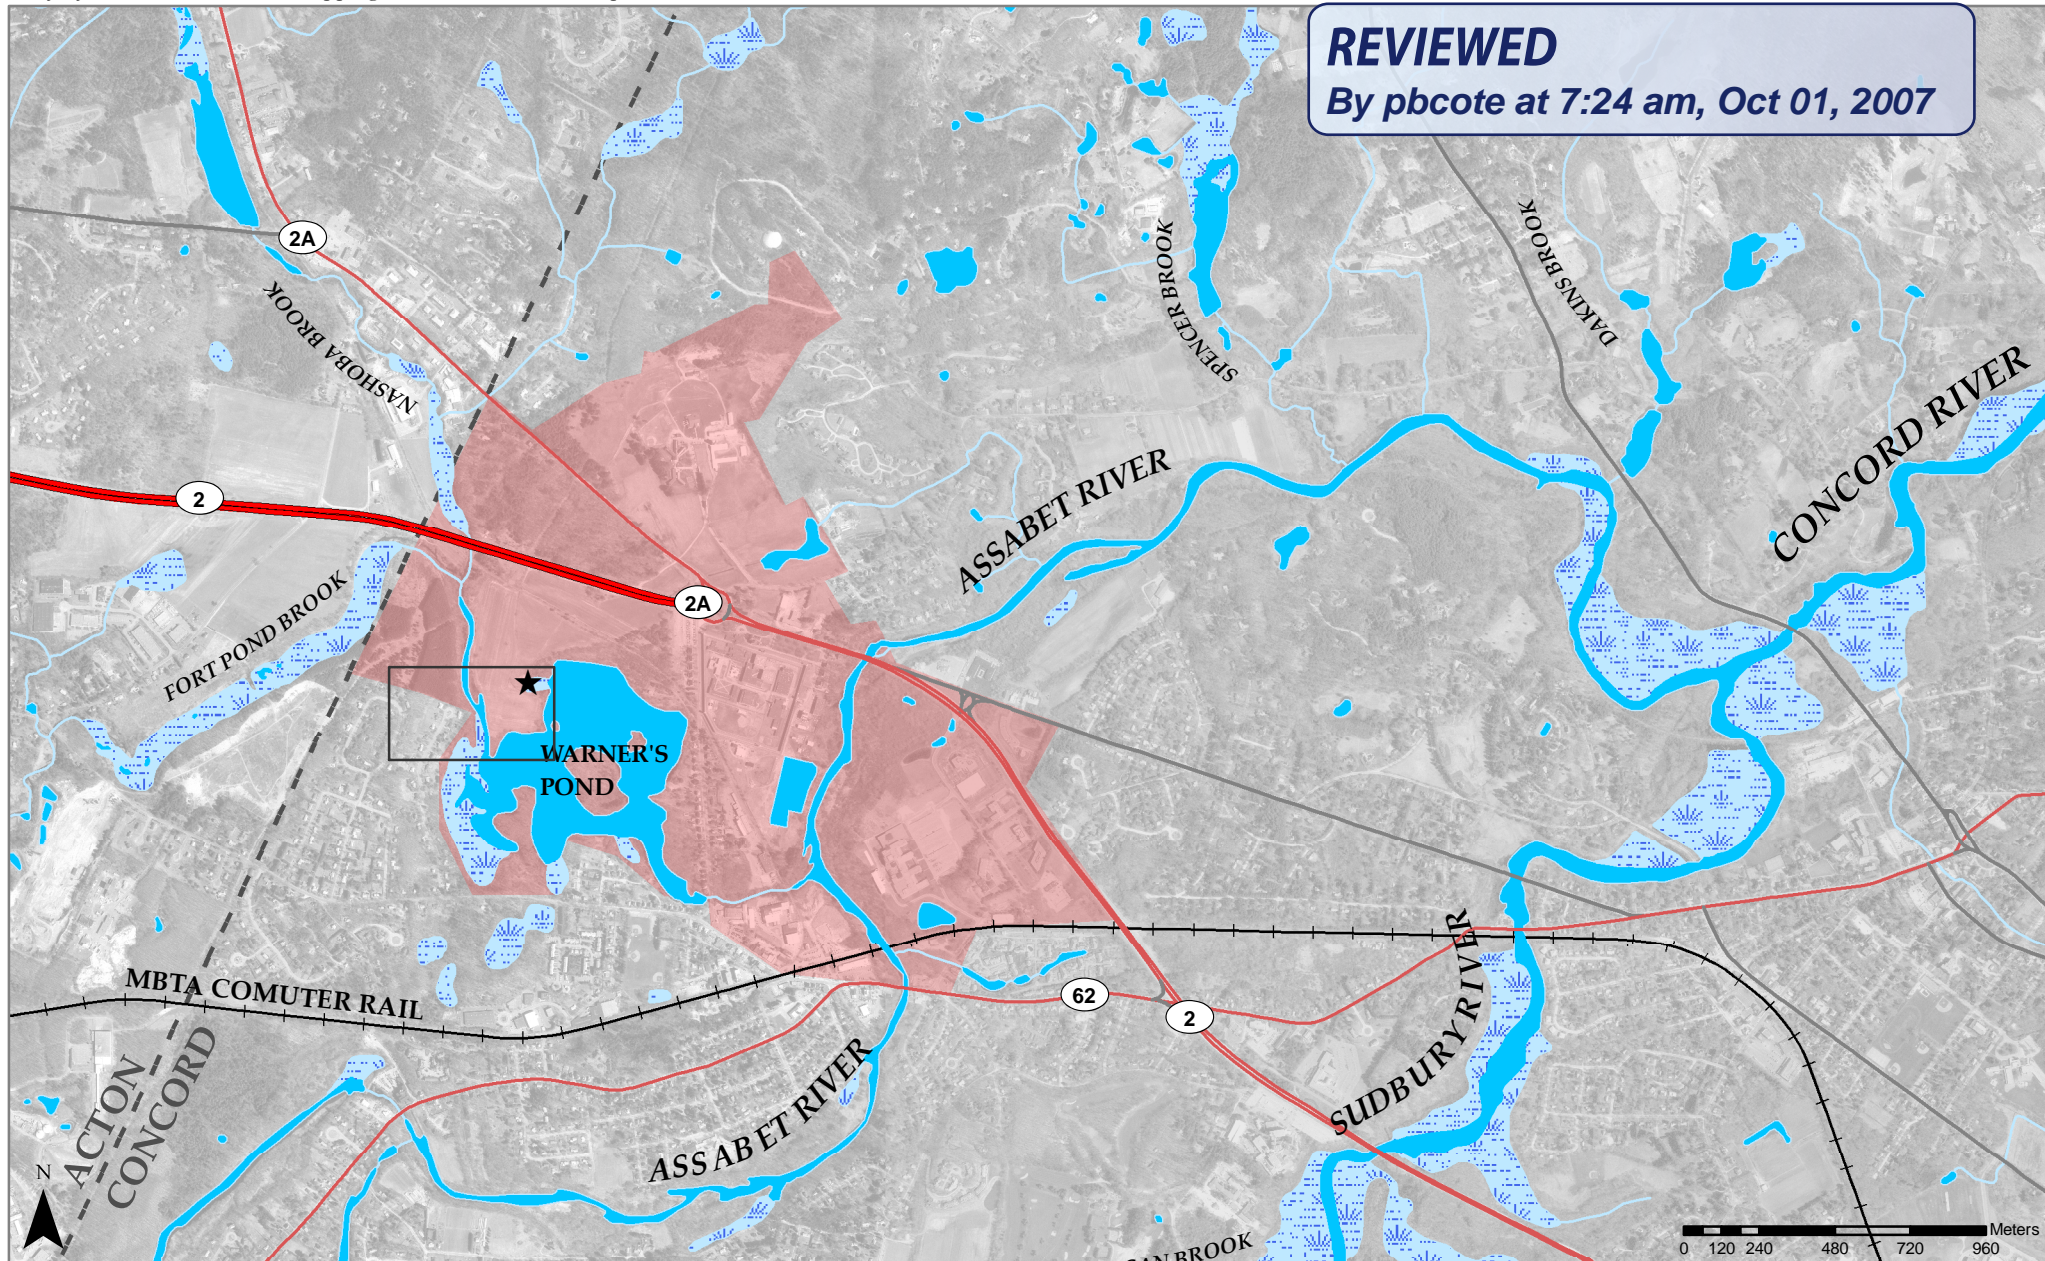 REVIEWED
By pbcote at 7:24 am, Oct 01, 2007
2A
NASHOBA BROOK
SPENCER BROOK
DAKINS BROOK
CONCORD RIVER
2
ASSABET RIVER
FORT POND BROOK
2A
WARNER'S
POND
MBTA COMUTER RAIL
62
2
SUDBURY RIVER
ACTON
CONCORD
ASSABET RIVER
N
BROOK
Meters
0 120 240 480 720 960